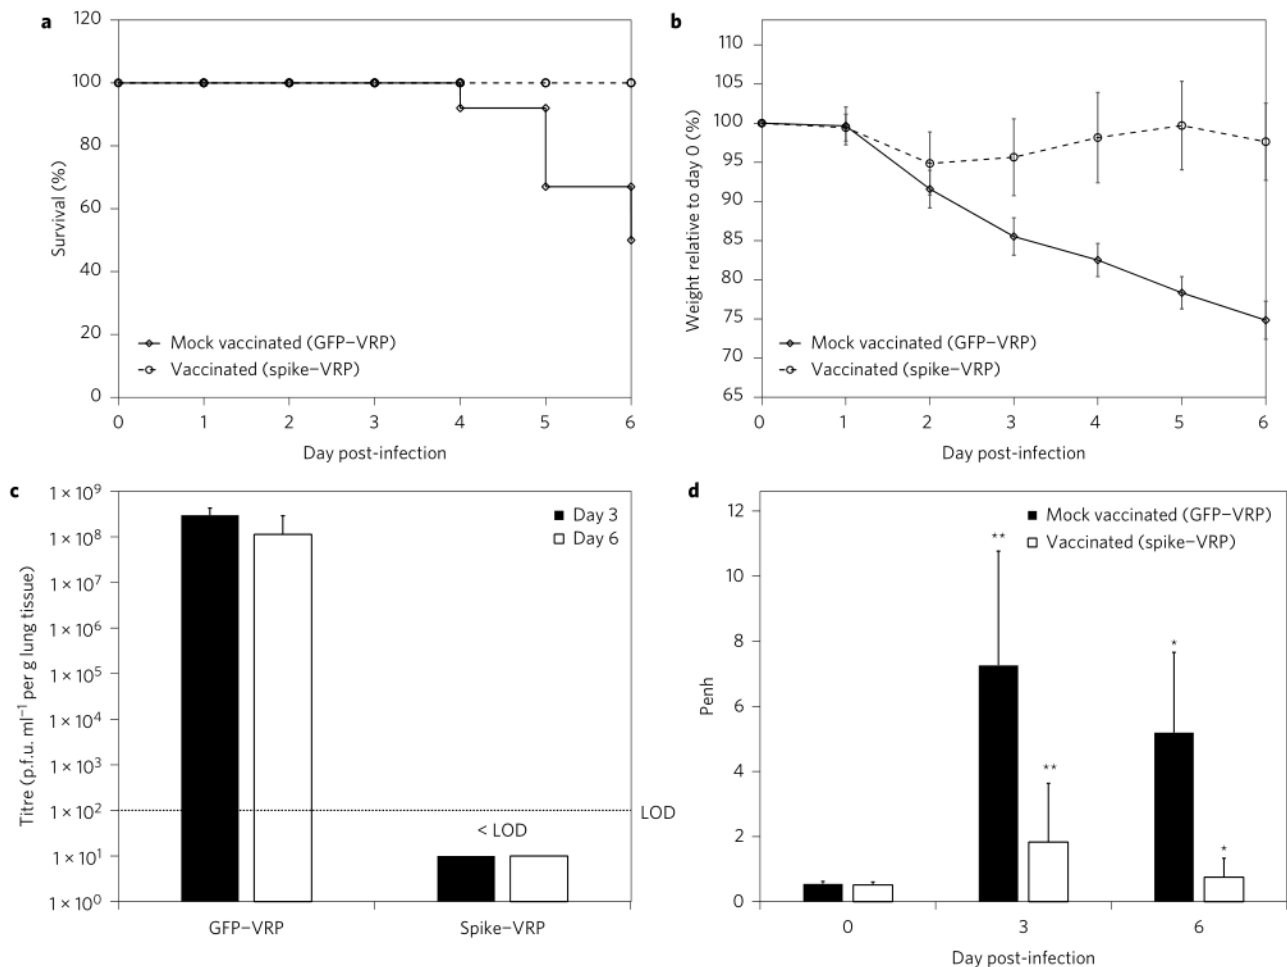 a
120
100
80
60
40
20
0
Survival (%)
Mock vaccinated (GFP–VRP)
Vaccinated (spike–VRP)
0 1 2 3 4 5 6
Day post-infection
b
110
105
100
95
90
85
80
75
70
65
Weight relative to day 0 (%)
Mock vaccinated (GFP–VRP)
Vaccinated (spike–VRP)
0 1 2 3 4 5 6
Day post-infection
c
1 × 10⁹
1 × 10⁸
1 × 10⁷
1 × 10⁶
1 × 10⁵
1 × 10⁴
1 × 10³
1 × 10²
1 × 10¹
1 × 10⁰
Titre (p.f.u. ml⁻¹ per g lung tissue)
Day 3
Day 6
LOD
< LOD
GFP–VRP Spike–VRP
d
12
10
8
6
4
2
0
Penh
Mock vaccinated (GFP–VRP)
Vaccinated (spike–VRP)
**
*
**
*
0 3 6
Day post-infection